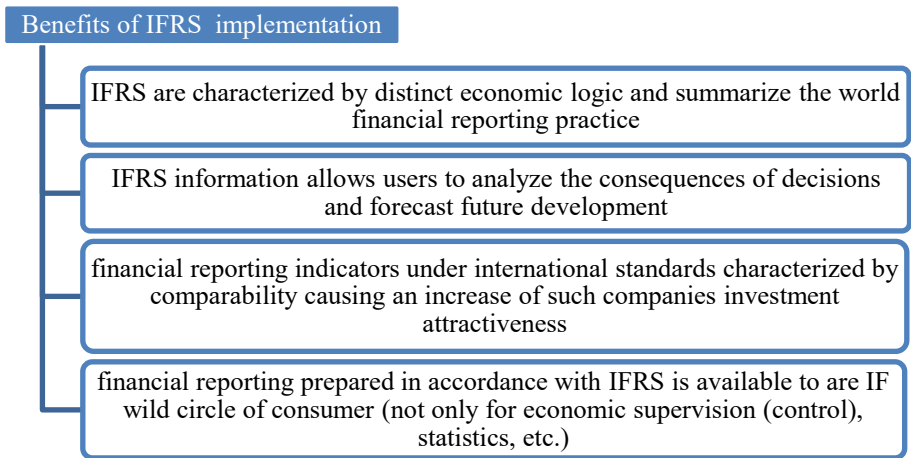 Benefits of IFRS implementation
IFRS are characterized by distinct economic logic and summarize the world
financial reporting practice
IFRS information allows users to analyze the consequences of decisions
and forecast future development
financial reporting indicators under international standards characterized by
comparability causing an increase of such companies investment
attractiveness
financial reporting prepared in accordance with IFRS is available to are IF
wild circle of consumer (not only for economic supervision (control),
statistics, etc.)